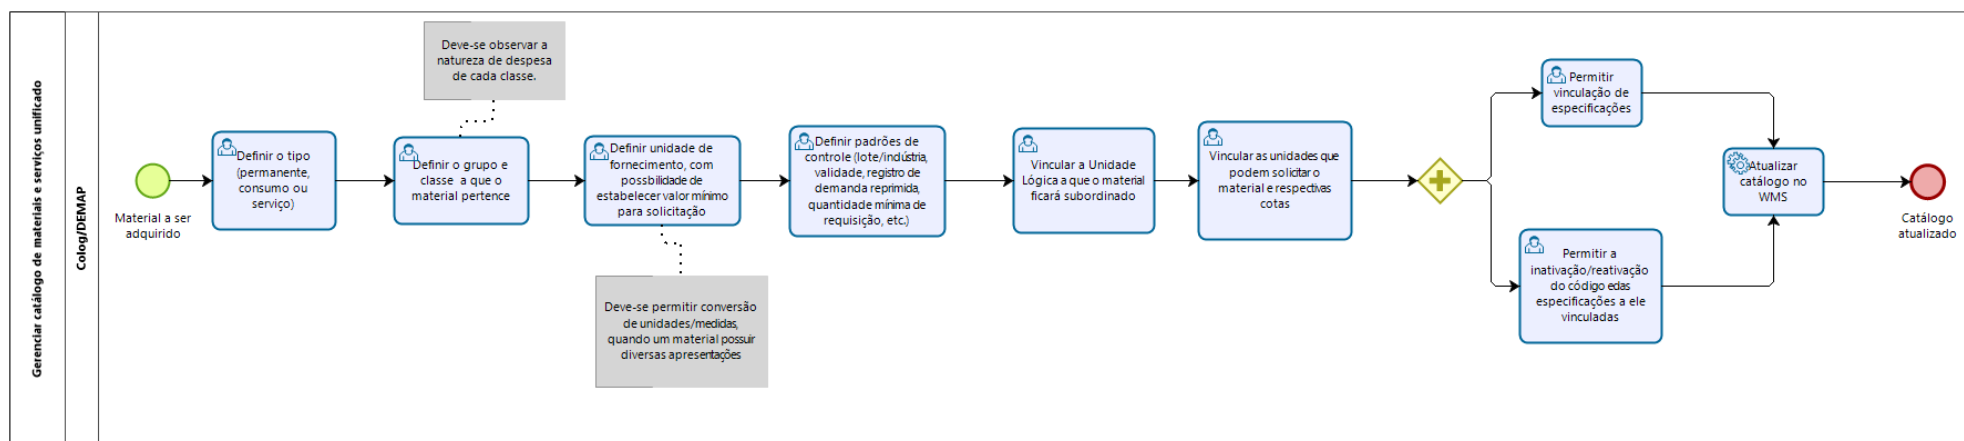 Gerenciar catálogo de materiais e serviços unificado
Colog/DEMAP
Material a ser
adquirido
Definir o tipo
(permanente,
consumo ou
serviço)
Deve-se observar a
natureza de despesa
de cada classe.
Definir o grupo e
classe a que o
material pertence
Definir unidade de
fornecimento, com
possbilidade de
estabelecer valor mínimo
para solicitação
Deve-se permitir conversão
de unidades/medidas,
quando um material possuir
diversas apresentações
Definir padrões de
controle (lote/indústria,
validade, registro de
demanda reprimida,
quantidade mínima de
requisição, etc.)
Vincular a Unidade
Lógica a que o material
ficará subordinado
Vincular as unidades que
podem solicitar o
material e respectivas
cotas
Permitir
vinculação de
especificações
Permitir a
inativação/reativação
do código edas
especificações a ele
vinculadas
Atualizar
catálogo no
WMS
Catálogo
atualizado